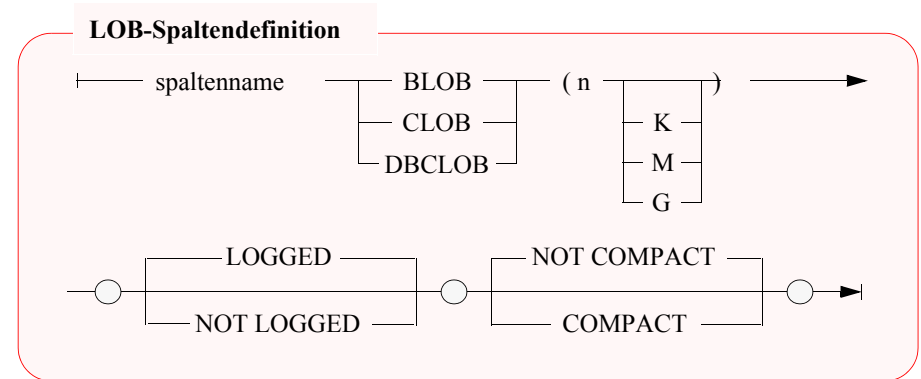 LOB-Spaltendefinition
spaltenname BLOB ( n )
CLOB K
DBCLOB M
G
LOGGED NOT COMPACT
NOT LOGGED COMPACT